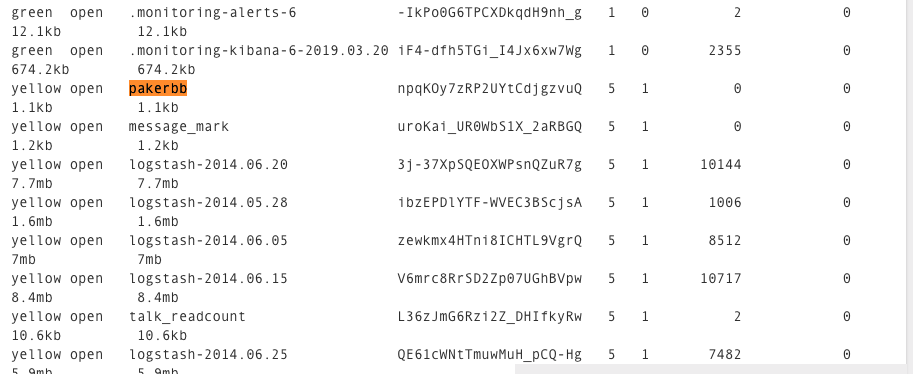 green open .monitoring-alerts-6 -IkPo0G6TPCXDkqdH9nh_g 1 0 2 0
12.1kb 12.1kb
green open .monitoring-kibana-6-2019.03.20 iF4-dfh5TGi_I4Jx6xw7Wg 1 0 2355 0
674.2kb 674.2kb
yellow open pakerbb npqKOy7zRP2UYtCdjgzvuQ 5 1 0 0
1.1kb 1.1kb
yellow open message_mark uroKai_UR0WbS1X_2aRBGQ 5 1 0 0
1.2kb 1.2kb
yellow open logstash-2014.06.20 3j-37XpSQEOXWPsnQZuR7g 5 1 10144 0
7.7mb 7.7mb
yellow open logstash-2014.05.28 ibzEPDlYTF-WVEC3BScjsA 5 1 1006 0
1.6mb 1.6mb
yellow open logstash-2014.06.05 zewkmx4HTni8ICHTL9VgrQ 5 1 8512 0
7mb 7mb
yellow open logstash-2014.06.15 V6mrc8RrSD2Zp07UGhBVpw 5 1 10717 0
8.4mb 8.4mb
yellow open talk_readcount L36zJmG6Rzi2Z_DHIfkyRw 5 1 2 0
10.6kb 10.6kb
yellow open logstash-2014.06.25 QE61cWNtTmuwMuH_pCQ-Hg 5 1 7482 0
5.9mb 5.9mb